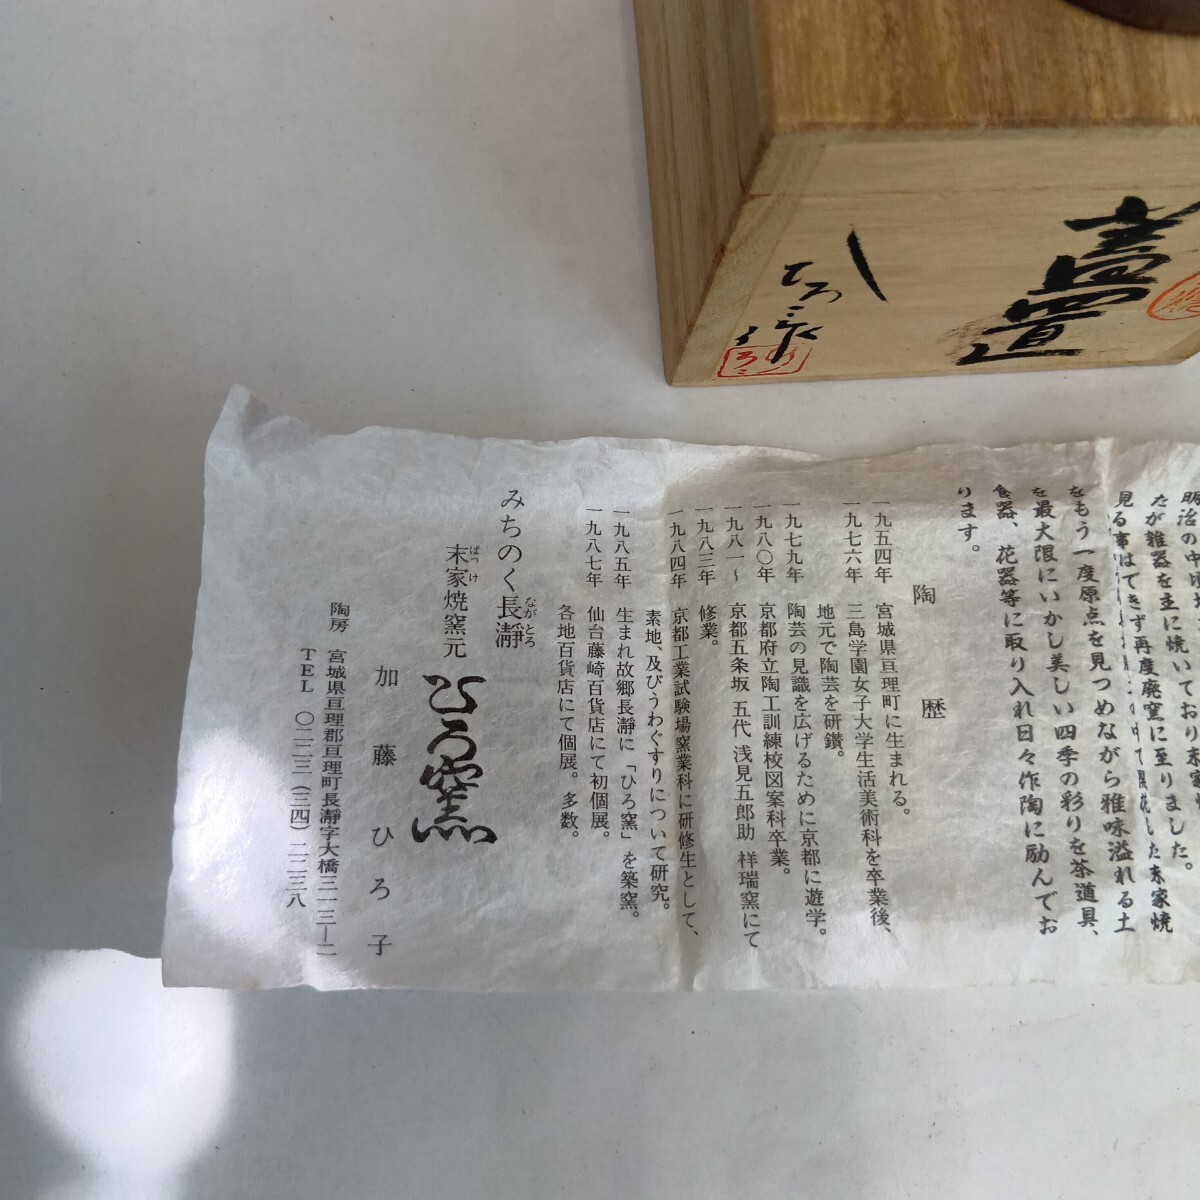 蓋置
ひろ子作
たが雑器を主に焼いており末家
見る事はできず再度廃窯に至りました。
をもう一度原点を見つめながら雅味溢れる土
を最大限にいかし美しい四季の彩りを茶道具、
食器、花器等に取り入れ日々作陶に励んでお
ります。
陶歴
一九五四年 宮城県亘理町に生まれる。
一九七六年 三島学園女子大学生活美術科を卒業後、
地元で陶芸を研鑽。
一九七九年 陶芸の見識を広げるために京都に遊学。
一九八〇年 京都府立陶工訓練校図案科卒業。
一九八一～ 京都五条坂 五代 浅見五郎助 祥瑞窯にて
一九八三年 修業。
一九八四年 京都工業試験場窯業科に研修生として、
素地、及びうわぐすりについて研究。
一九八五年 生まれ故郷長瀞に「ひろ窯」を築窯。
一九八七年 仙台藤崎百貨店にて初個展。
各地百貨店にて個展。多数。
みちのく長瀞
ながとろ
末家焼窯元
ばっけ
ひろ窯
加藤ひろ子
陶房 宮城県亘理郡亘理町長瀞字大橋三一三―二
TEL 〇二二三（三四）二二三八